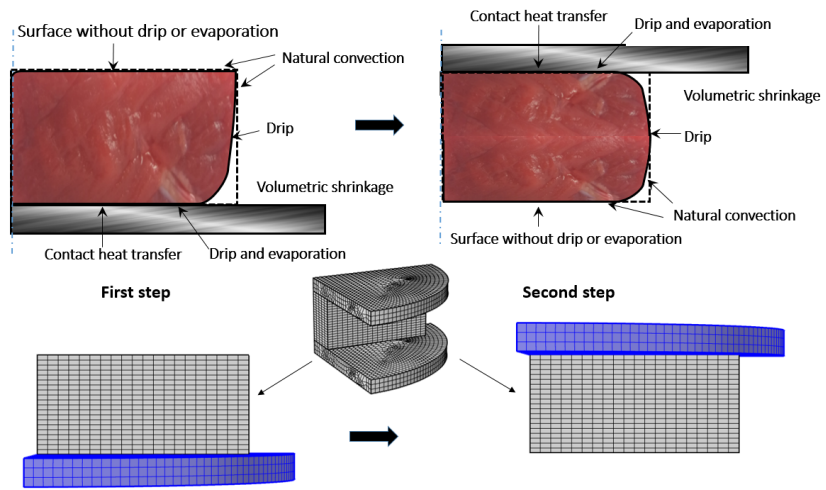 Surface without drip or evaporation
Natural convection
Drip
Volumetric shrinkage
Contact heat transfer
Drip and evaporation
First step
Contact heat transfer
Drip and evaporation
Volumetric shrinkage
Drip
Natural convection
Surface without drip or evaporation
Second step